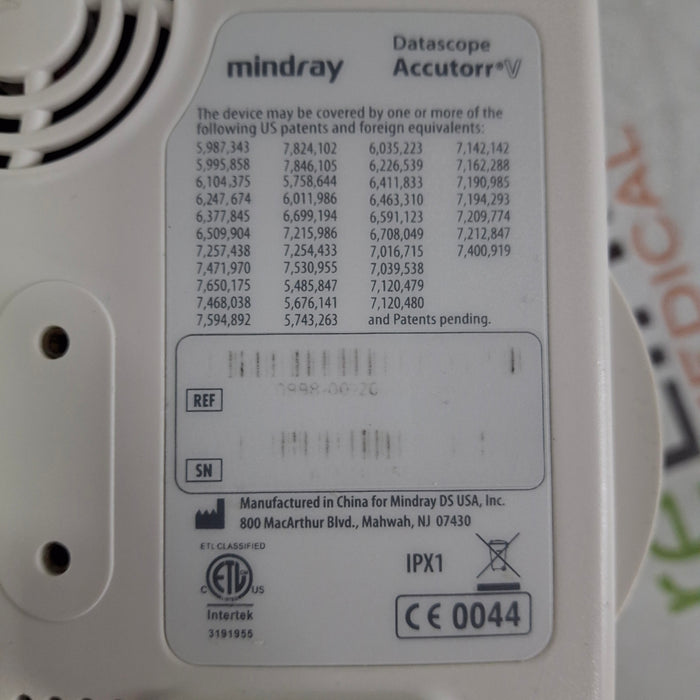 mindray
Datascope
Accutorr® V
The device may be covered by one or more of the
following US patents and foreign equivalents:
5,987,343 7,824,102 6,035,223 7,142,142
5,995,858 7,846,105 6,226,539 7,162,288
6,104,375 5,758,644 6,411,833 7,190,985
6,247,674 6,011,986 6,463,310 7,194,293
6,377,845 6,699,194 6,591,123 7,209,774
6,509,904 7,215,986 6,708,049 7,212,847
7,257,438 7,254,433 7,016,715 7,400,919
7,471,970 7,530,955 7,039,538
7,650,175 5,485,847 7,120,479
7,468,038 5,676,141 7,120,480
7,594,892 5,743,263 and Patents pending.
REF
SN
Manufactured in China for Mindray DS USA, Inc.
800 MacArthur Blvd., Mahwah, NJ 07430
ETL CLASSIFIED
C ETL US
Intertek
3191955
IPX1
CE 0044